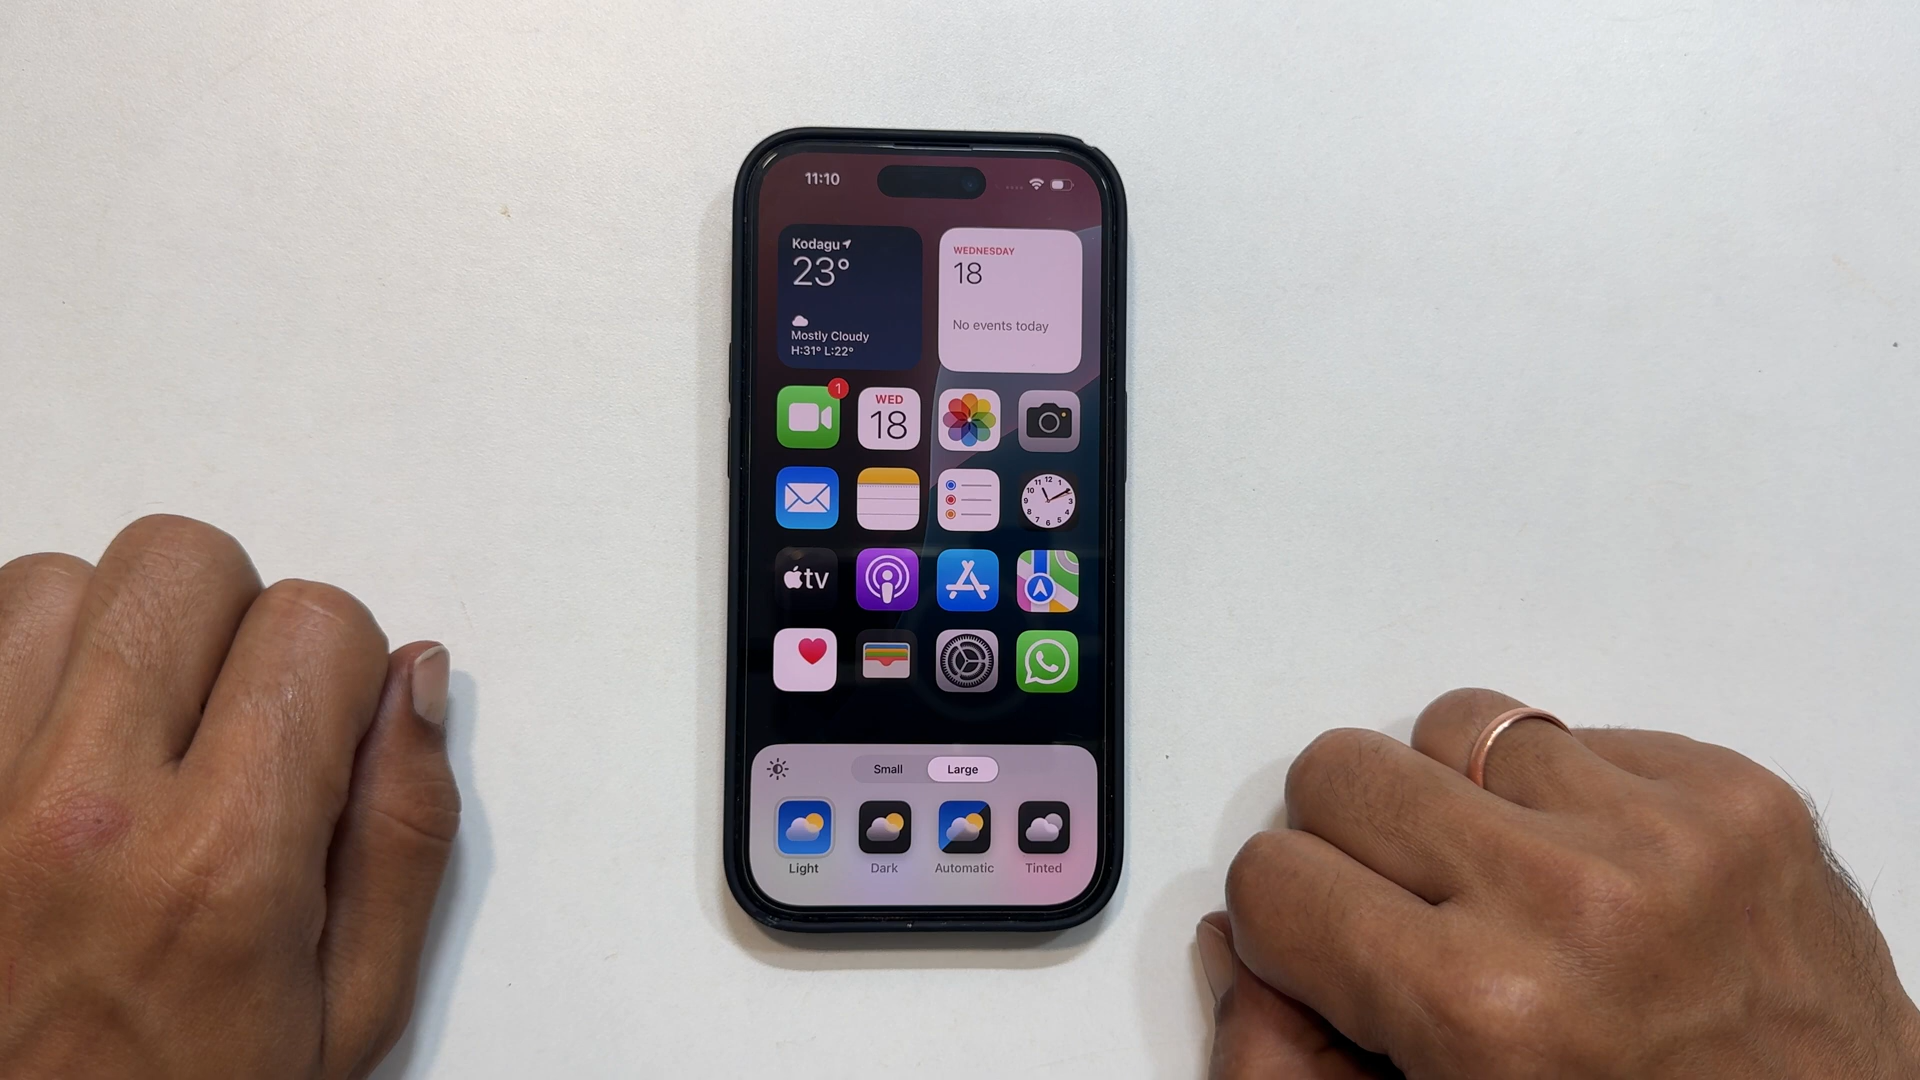 11:10
Kodagu
23°
Mostly Cloudy
H:31° L:22°
WEDNESDAY
18
No events today
1
WED
18
tv
Small
Large
Light
Dark
Automatic
Tinted